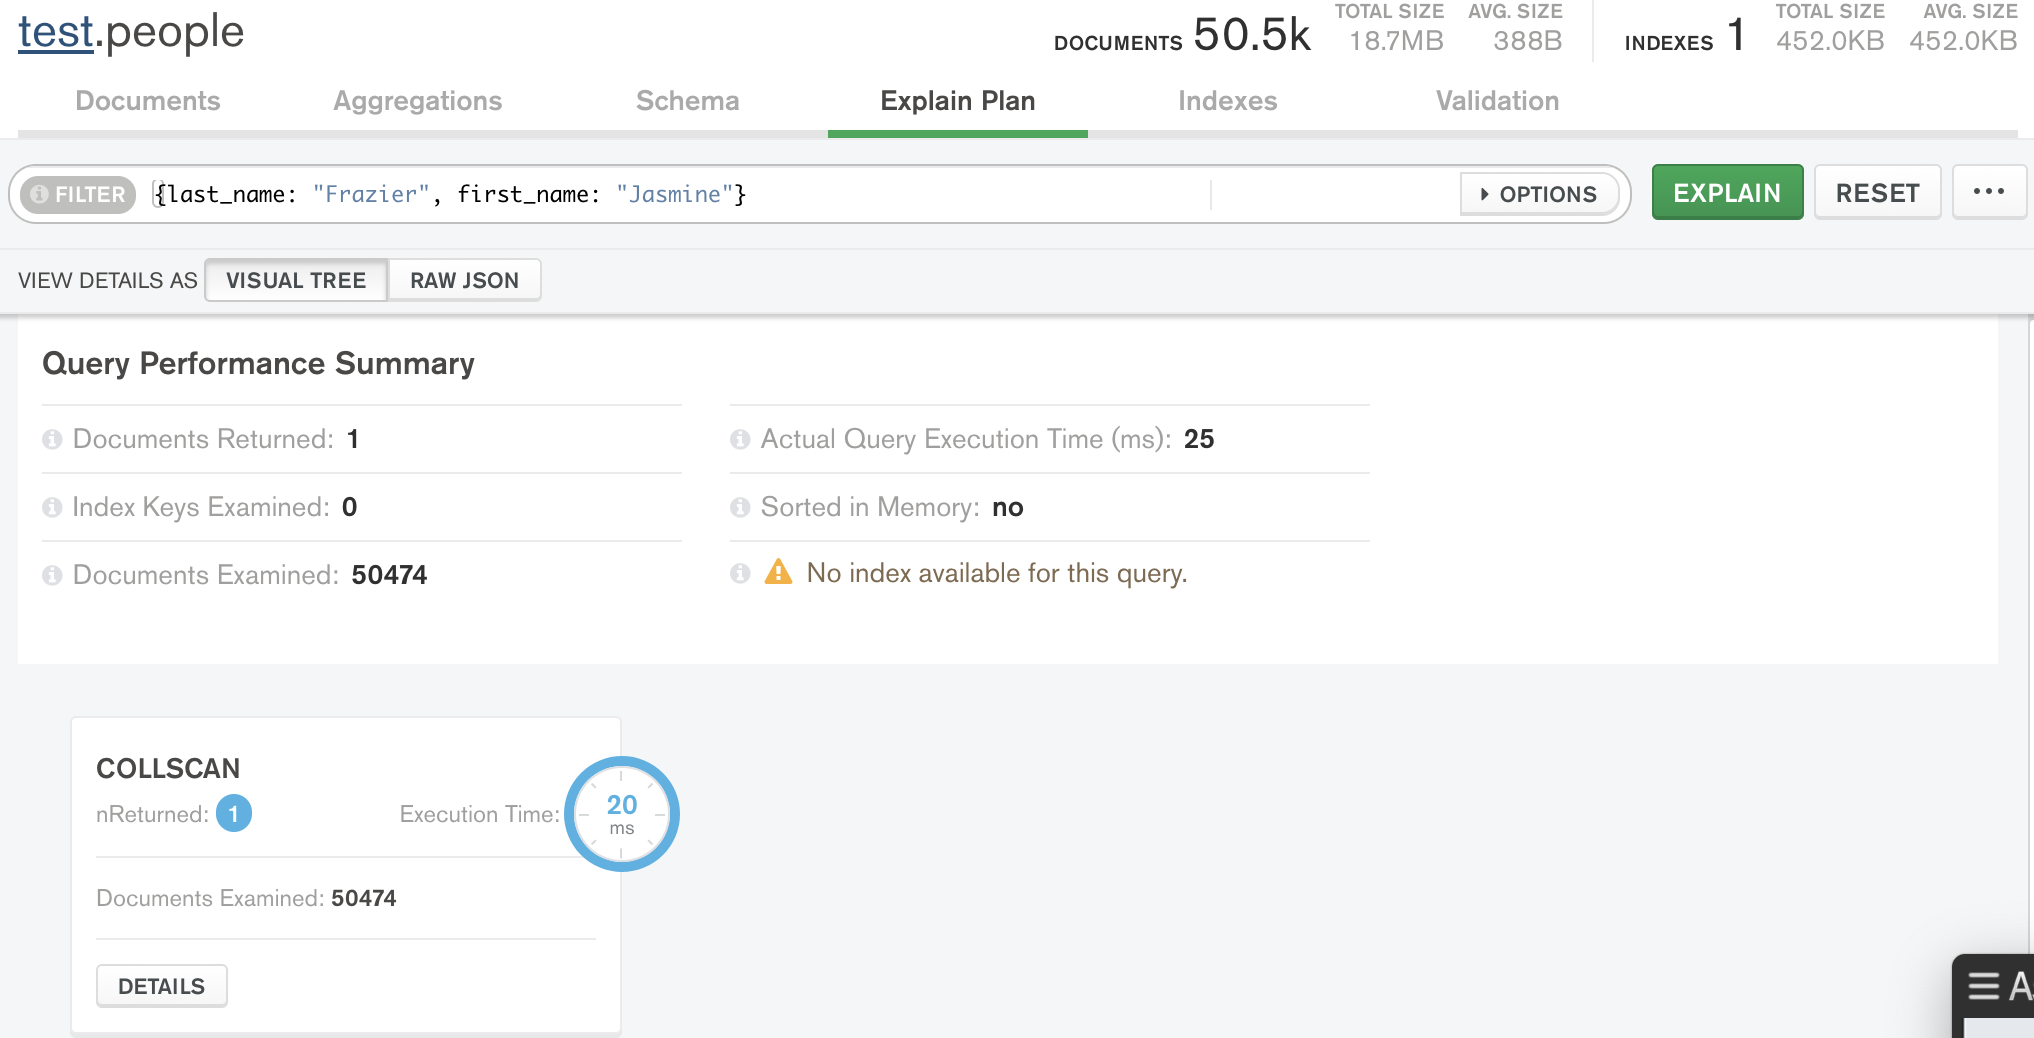 test.people
DOCUMENTS 50.5k
TOTAL SIZE AVG. SIZE
18.7MB 388B
INDEXES 1
TOTAL SIZE AVG. SIZE
452.0KB 452.0KB
Documents Aggregations Schema Explain Plan Indexes Validation
FILTER {last_name: "Frazier", first_name: "Jasmine"} OPTIONS EXPLAIN RESET ...
VIEW DETAILS AS VISUAL TREE RAW JSON
Query Performance Summary
Documents Returned: 1
Index Keys Examined: 0
Documents Examined: 50474
Actual Query Execution Time (ms): 25
Sorted in Memory: no
No index available for this query.
COLLSCAN
nReturned: 1 Execution Time: 20 ms
Documents Examined: 50474
DETAILS